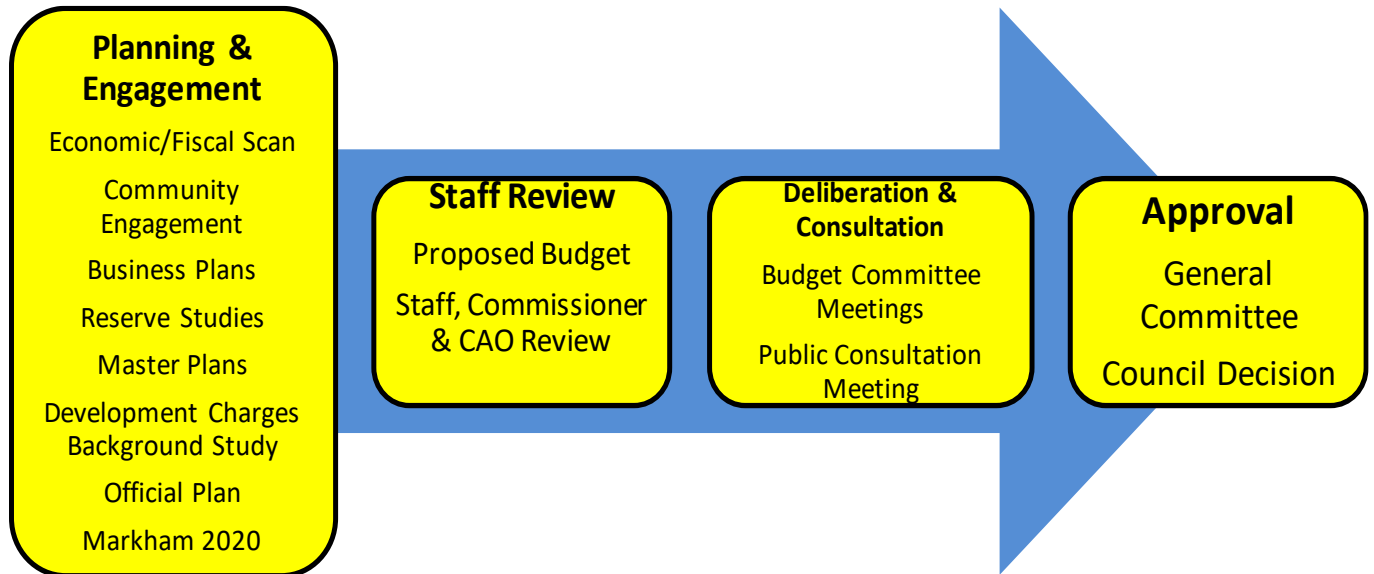 Planning &
Engagement
Economic/Fiscal Scan
Community
Engagement
Business Plans
Reserve Studies
Master Plans
Development Charges
Background Study
Official Plan
Markham 2020
Staff Review
Proposed Budget
Staff, Commissioner
& CAO Review
Deliberation &
Consultation
Budget Committee
Meetings
Public Consultation
Meeting
Approval
General
Committee
Council Decision